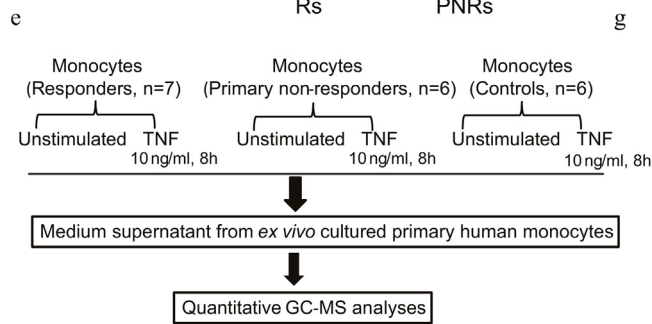 Rs PNRs
e g
Monocytes Monocytes Monocytes
(Responders, n=7) (Primary non-responders, n=6) (Controls, n=6)
Unstimulated TNF Unstimulated TNF Unstimulated TNF
10 ng/ml, 8h 10 ng/ml, 8h 10 ng/ml, 8h
Medium supernatant from ex vivo cultured primary human monocytes
Quantitative GC-MS analyses